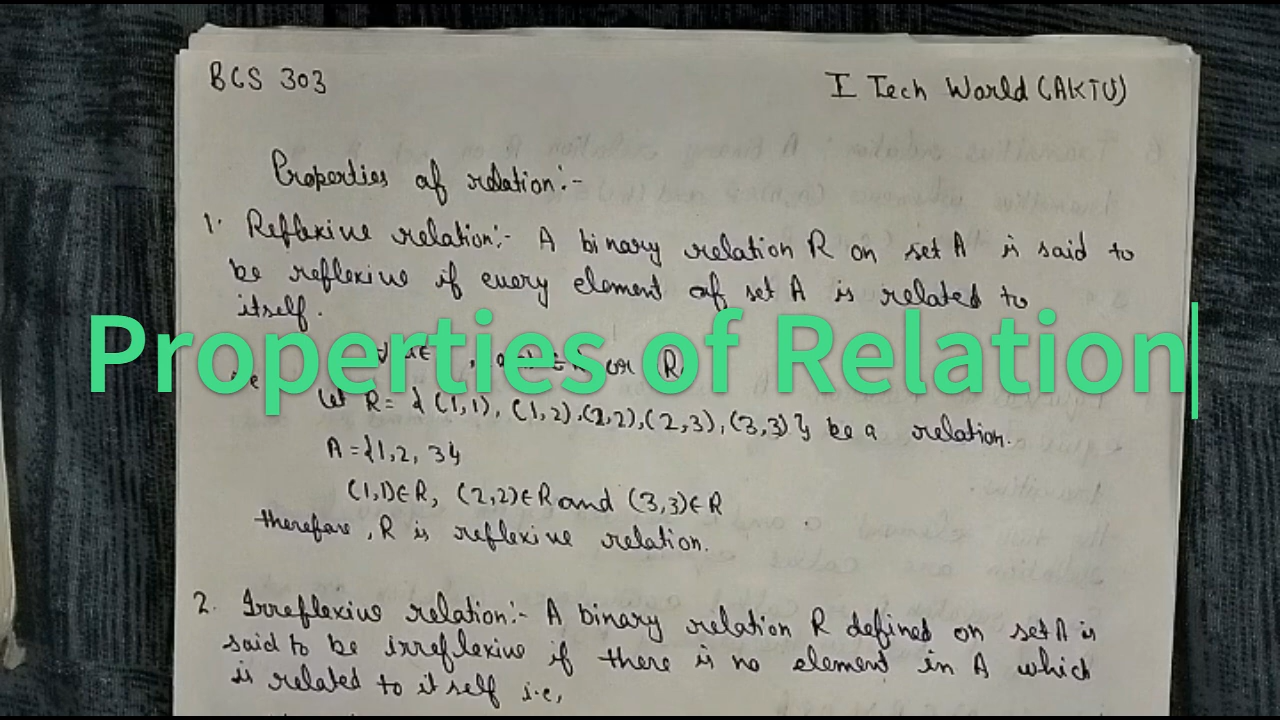 BCS 303
I Tech World (AKTU)
Properties of relation:-
1. Reflexive relation:- A binary relation R on set A is said to
be reflexive if every element of set A is related to
itself.
Properties of Relation
ie or R
let R = { (1,1), (1,2), (2,2), (2,3), (3,3) } be a relation.
A = {1, 2, 3}
(1,1)∈R, (2,2)∈R and (3,3)∈R
therefore, R is reflexive relation.
2. Irreflexive relation:- A binary relation R defined on set A is
said to be irreflexive if there is no element in A which
is related to itself i.e,